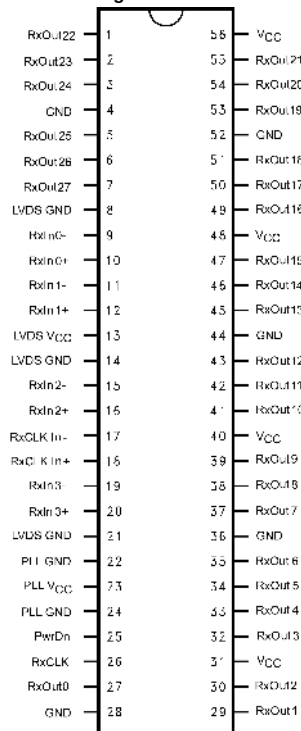 RxOut22 1 56 VCC
RxOut23 2 55 RxOut21
RxOut24 3 54 RxOut20
GND 4 53 RxOut19
RxOut25 5 52 GND
RxOut26 6 51 RxOut18
RxOut27 7 50 RxOut17
LVDS GND 8 49 RxOut16
RxIn0- 9 48 VCC
RxIn0+ 10 47 RxOut15
RxIn1- 11 46 RxOut14
RxIn1+ 12 45 RxOut13
LVDS VCC 13 44 GND
LVDS GND 14 43 RxOut12
RxIn2- 15 42 RxOut11
RxIn2+ 16 41 RxOut10
RxCLK In- 17 40 VCC
RxCLK In+ 18 39 RxOut9
RxIn3- 19 38 RxOut8
RxIn3+ 20 37 RxOut7
LVDS GND 21 36 GND
PLL GND 22 35 RxOut6
PLL VCC 23 34 RxOut5
PLL GND 24 33 RxOut4
PwrDn 25 32 RxOut3
RxCLK 26 31 VCC
RxOut0 27 30 RxOut2
GND 28 29 RxOut1